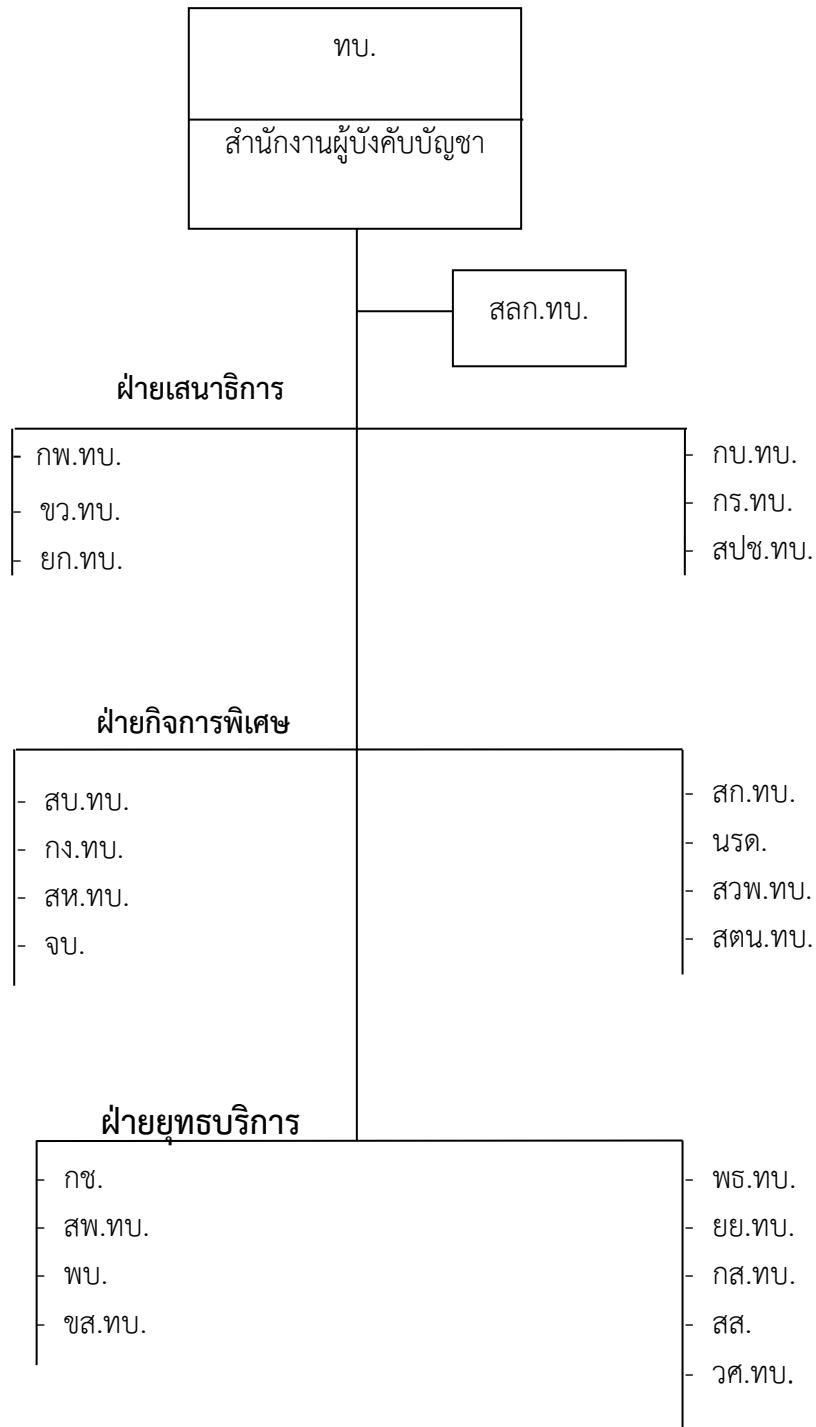 ทบ.
สำนักงานผู้บังคับบัญชา
สลก.ทบ.
ฝ่ายเสนาธิการ
- กพ.ทบ.
- ขว.ทบ.
- ยก.ทบ.
- กบ.ทบ.
- กร.ทบ.
- สปช.ทบ.
ฝ่ายกิจการพิเศษ
- สบ.ทบ.
- กง.ทบ.
- สห.ทบ.
- จบ.
- สก.ทบ.
- นรด.
- สวพ.ทบ.
- สตน.ทบ.
ฝ่ายยุทธบริการ
- กช.
- สพ.ทบ.
- พบ.
- ขส.ทบ.
- พธ.ทบ.
- ยย.ทบ.
- กส.ทบ.
- สส.
- วศ.ทบ.